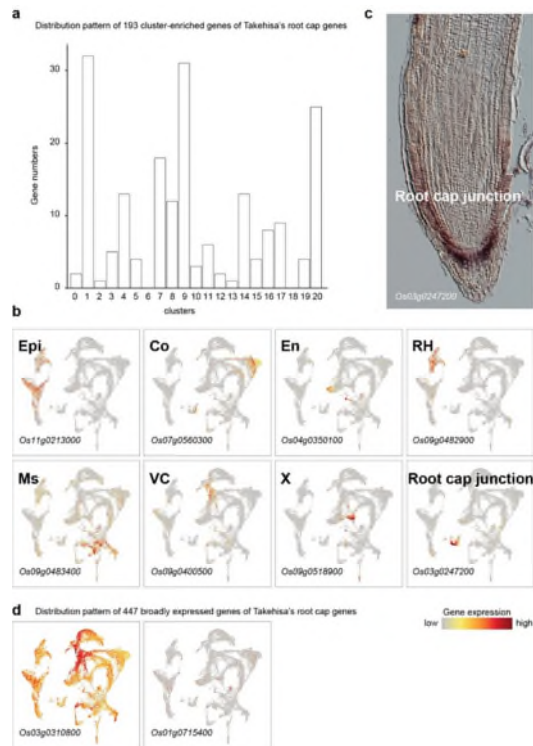 a
Distribution pattern of 193 cluster-enriched genes of Takehisa's root cap genes
Gene numbers
30
20
10
0
0 1 2 3 4 5 6 7 8 9 10 11 12 13 14 15 16 17 18 19 20
clusters
c
Root cap junction
Os03g0247200
b
Epi
Os11g0213000
Co
Os07g0560300
En
Os04g0350100
RH
Os09g0482900
Ms
Os09g0483400
VC
Os09g0400500
X
Os09g0518900
Root cap junction
Os03g0247200
d Distribution pattern of 447 broadly expressed genes of Takehisa's root cap genes
Gene expression
low high
Os03g0310800
Os01g0715400